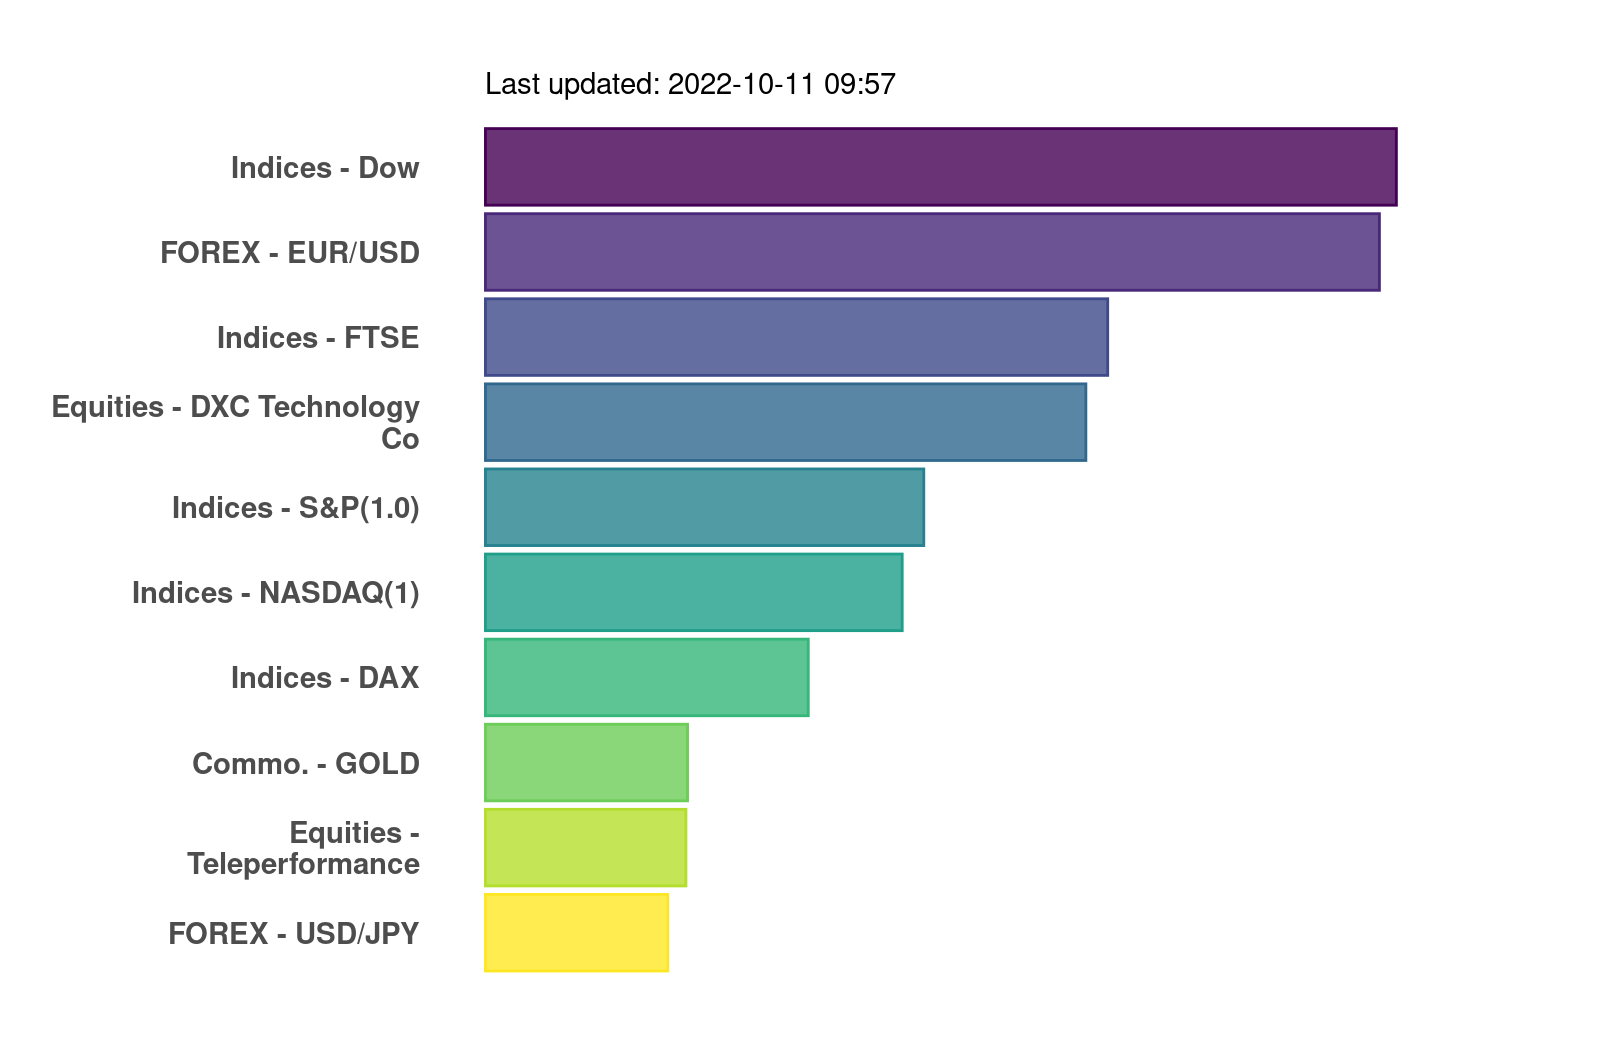 Last updated: 2022-10-11 09:57
Indices - Dow
FOREX - EUR/USD
Indices - FTSE
Equities - DXC Technology
Co
Indices - S&P(1.0)
Indices - NASDAQ(1)
Indices - DAX
Commo. - GOLD
Equities -
Teleperformance
FOREX - USD/JPY